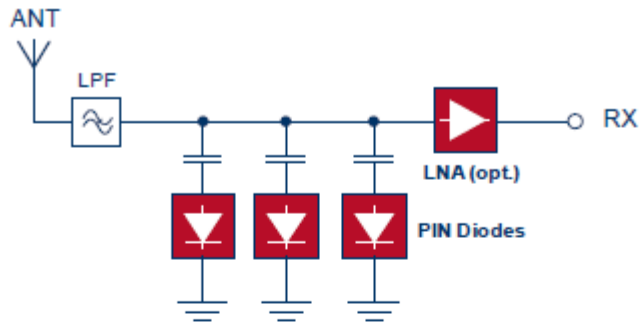 ANT
LPF
RX
LNA (opt.)
PIN Diodes